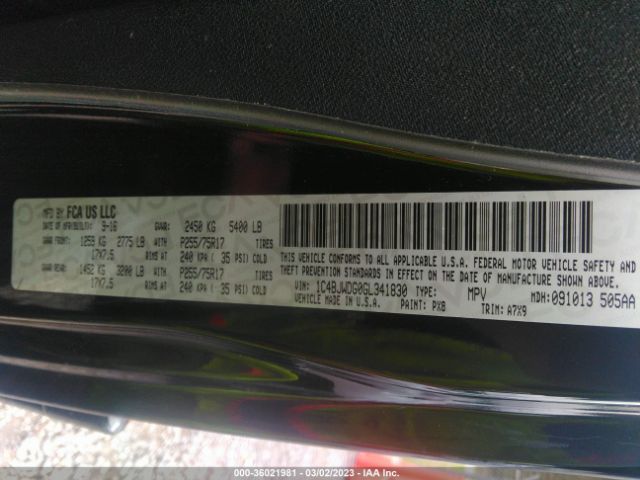 MFD BY FCA US LLC
DATE OF MFR 9-16 GVWR: 2450 KG 5400 LB
GAWR FRONT: 1259 KG 2775 LB WITH P255/75R17 TIRES
17X7.5 RIMS AT 240 KPA ( 35 PSI) COLD
GAWR REAR: 1452 KG 3200 LB WITH P255/75R17 TIRES
17X7.5 RIMS AT 240 KPA ( 35 PSI) COLD
THIS VEHICLE CONFORMS TO ALL APPLICABLE U.S.A. FEDERAL MOTOR VEHICLE SAFETY AND
THEFT PREVENTION STANDARDS IN EFFECT ON THE DATE OF MANUFACTURE SHOWN ABOVE.
VIN: 1C4BJWDG0GL341830 TYPE: MPV MDH: 091013 505AA
VEHICLE MADE IN U.S.A. PAINT: PX8 TRIM: A7X9
000-36021981 - 03/02/2023 - IAA Inc.